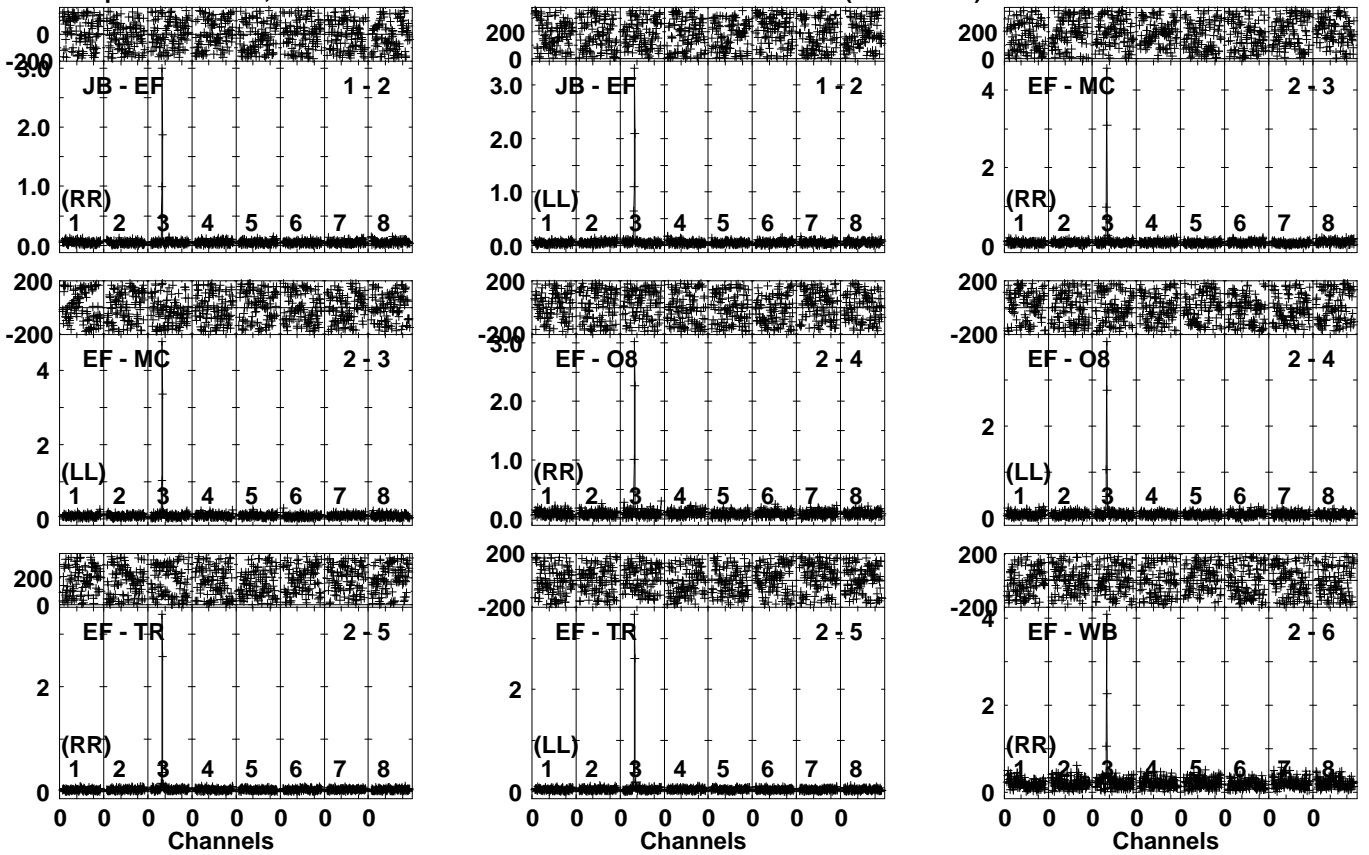 0
-200
3.0
2.0
1.0
0.0
JB - EF 1 - 2
(RR)
1 2 3 4 5 6 7 8
200
0
3.0
2.0
1.0
0.0
JB - EF 1 - 2
(LL)
1 2 3 4 5 6 7 8
200
0
4
2
0
EF - MC 2 - 3
(RR)
1 2 3 4 5 6 7 8
200
-200
4
2
0
EF - MC 2 - 3
(LL)
1 2 3 4 5 6 7 8
200
-200
3.0
2.0
1.0
0.0
EF - O8 2 - 4
(RR)
1 2 3 4 5 6 7 8
200
-200
2
0
EF - O8 2 - 4
(LL)
1 2 3 4 5 6 7 8
200
0
2
0
EF - TR 2 - 5
(RR)
1 2 3 4 5 6 7 8
0 0 0 0 0 0 0 0
Channels
200
-200
2
0
EF - TR 2 - 5
(LL)
1 2 3 4 5 6 7 8
0 0 0 0 0 0 0 0
Channels
200
-200
4
2
0
EF - WB 2 - 6
(RR)
1 2 3 4 5 6 7 8
0 0 0 0 0 0 0 0
Channels